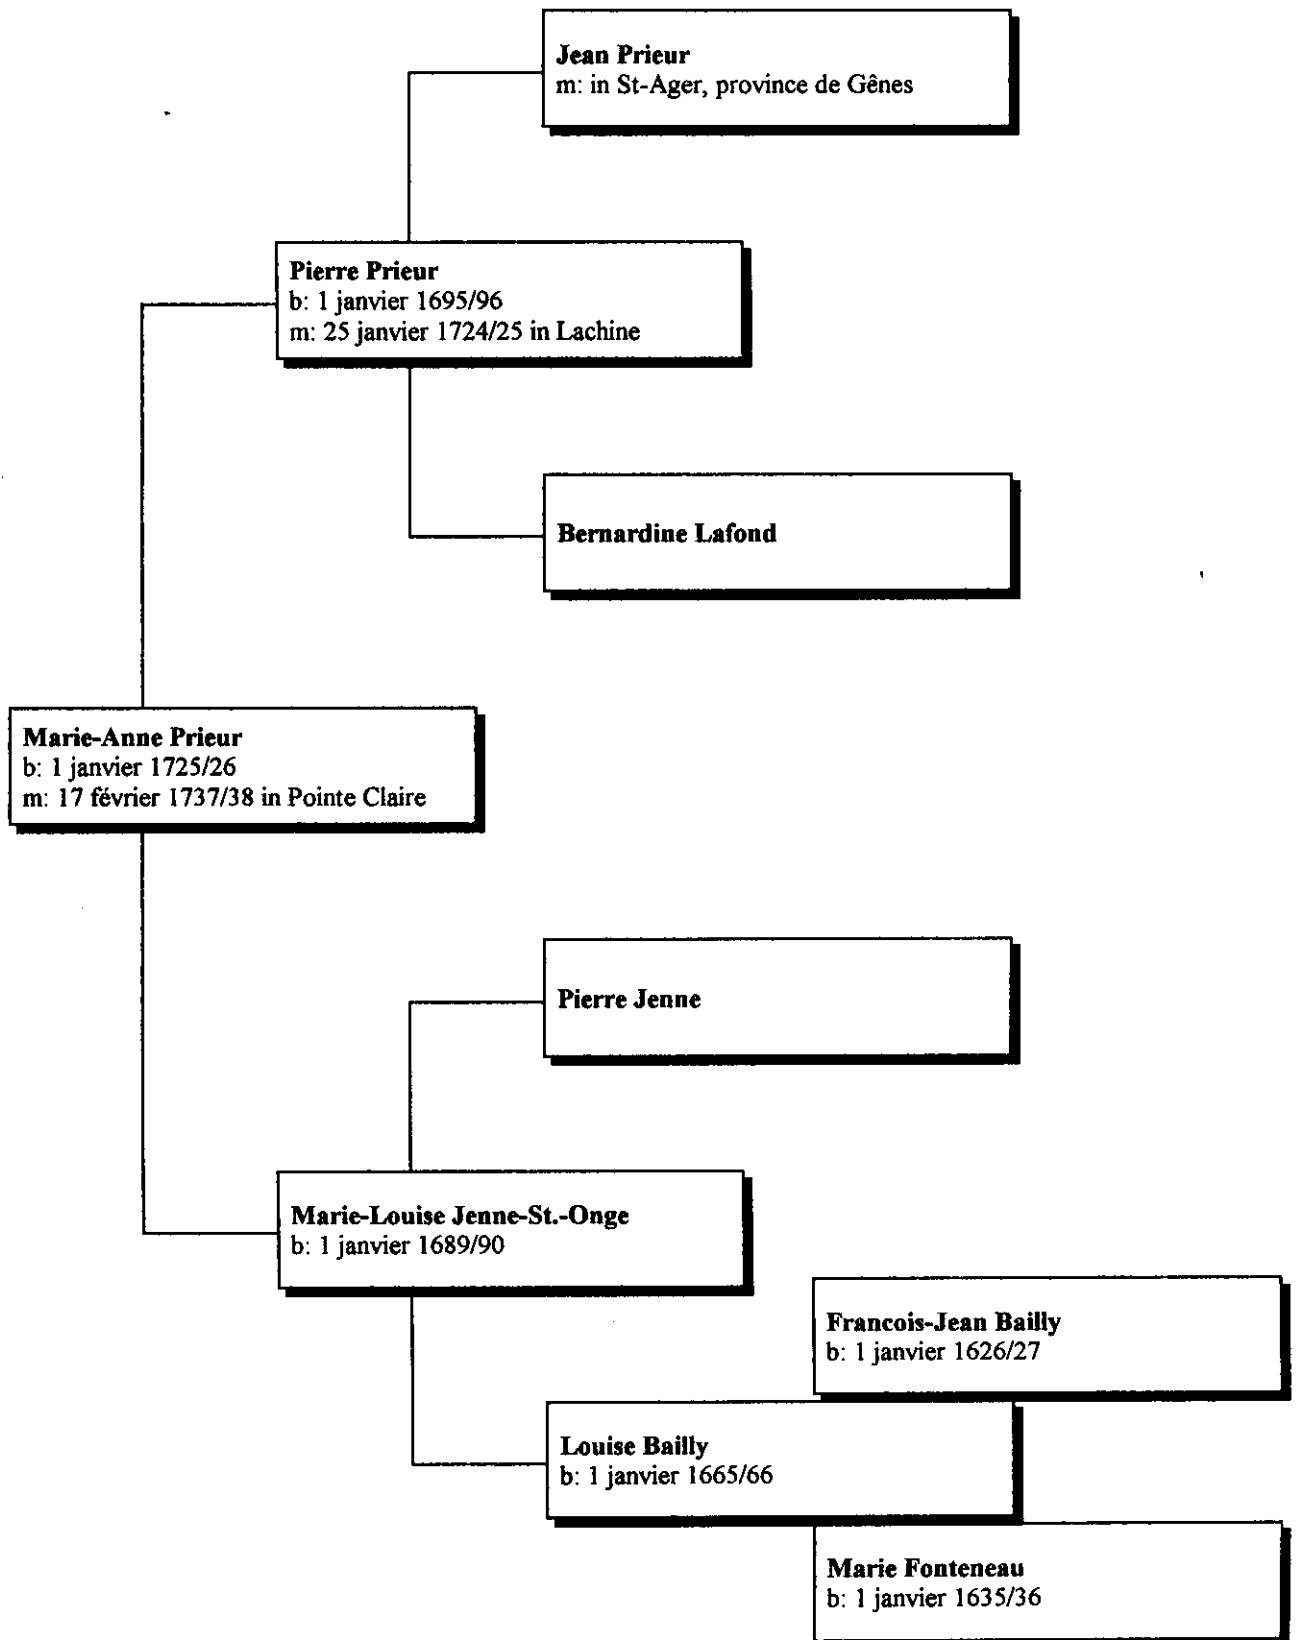 Jean Prieur
m: in St-Ager, province de Gênes
Pierre Prieur
b: 1 janvier 1695/96
m: 25 janvier 1724/25 in Lachine
Bernardine Lafond
Marie-Anne Prieur
b: 1 janvier 1725/26
m: 17 février 1737/38 in Pointe Claire
Pierre Jenne
Marie-Louise Jenne-St.-Onge
b: 1 janvier 1689/90
Francois-Jean Bailly
b: 1 janvier 1626/27
Louise Bailly
b: 1 janvier 1665/66
Marie Fonteneau
b: 1 janvier 1635/36